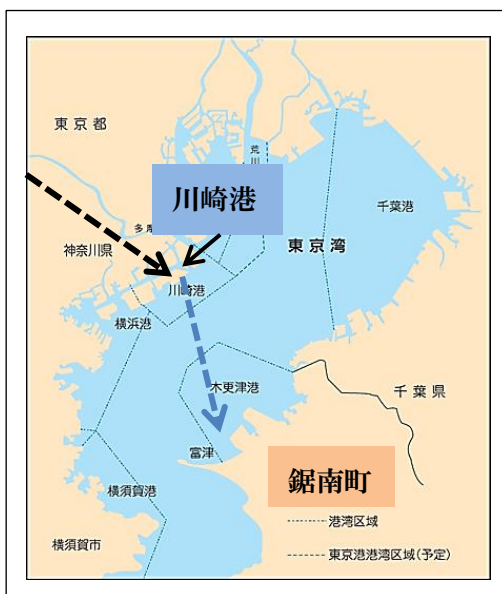 東京都
荒川
川崎港
千葉港
多摩
東京湾
神奈川県
川崎港
横浜港
木更津港
千葉県
富津
鋸南町
横須賀港
港湾区域
横須賀市
東京港港湾区域(予定)